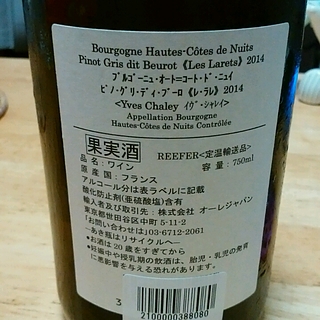 Bourgogne Hautes-Côtes de Nuits
Pinot Gris dit Beurot 《Les Larets》 2014
ブルゴーニュ・オート=コート・ド・ニュイ
ピノ・グリ・ディ・ブーロ 《レ・ラレ》 2014
<Yves Chaley イヴ・シャレイ>
Appellation Bourgogne
Hautes-Côtes de Nuits Contrôlée
果実酒 REEFER<定温輸送品>
品名:ワイン 容量:750ml
原産国:フランス
アルコール分は表ラベルに記載
酸化防止剤(亜硫酸塩)含有
輸入者及び引取先:株式会社 オーレジャパン
東京都世田谷区中町 5-11-2
「お問い合わせは」03-6712-2061
―あき瓶はリサイクルへ―
●お酒は20歳をすぎてから
●妊娠中や授乳期の飲酒は、胎児・乳児の発育
に悪影響を与える恐れがあります。
3
2100000388080